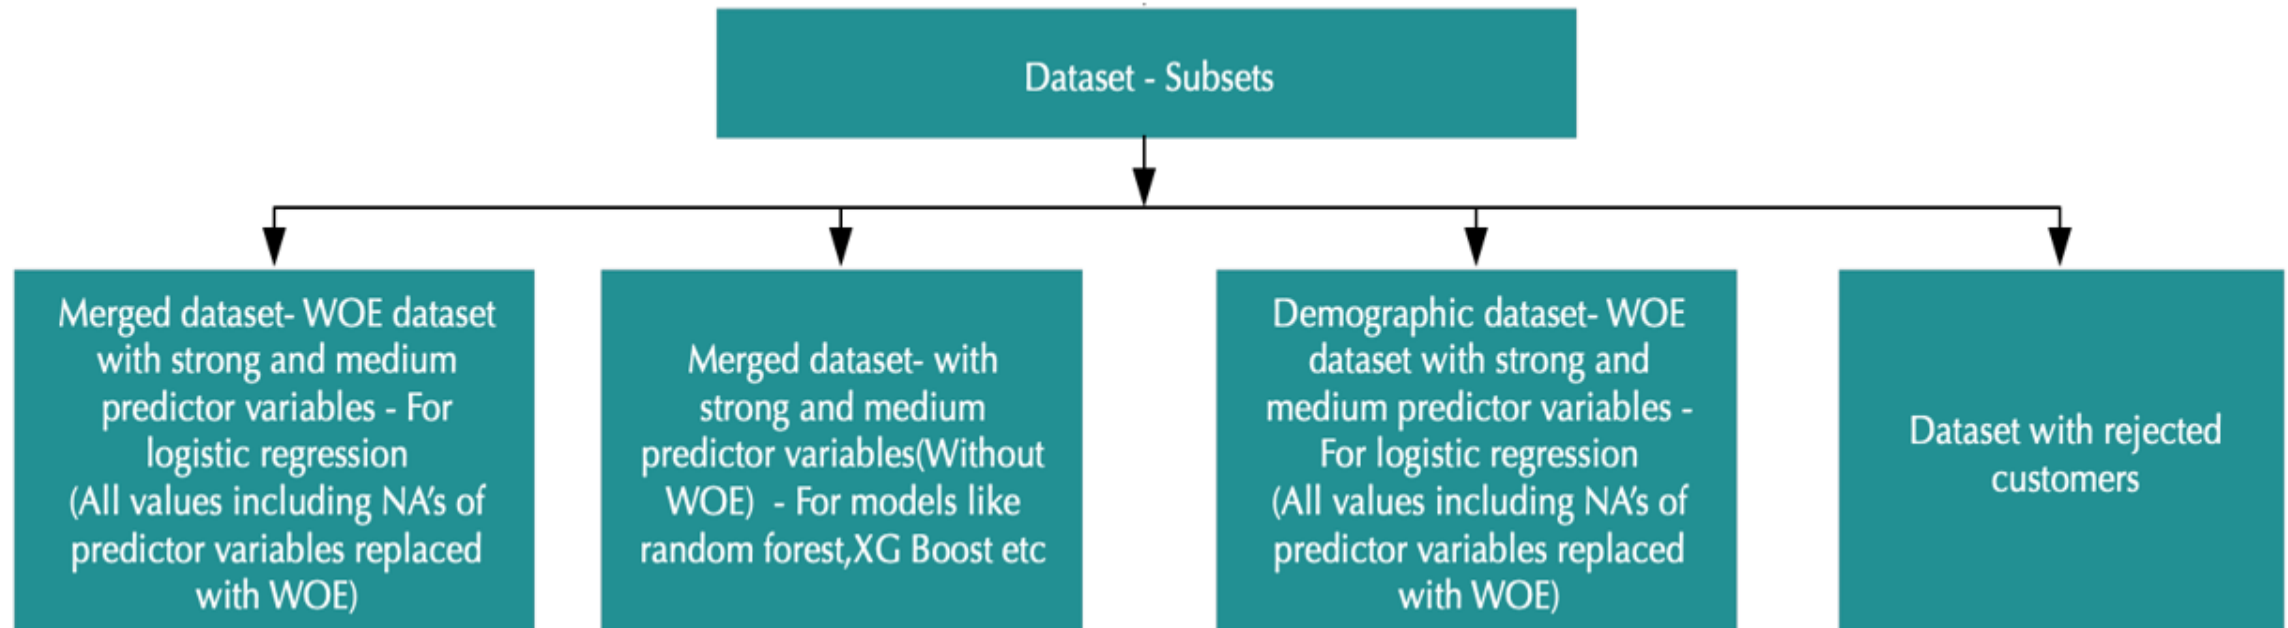 Dataset - Subsets
Merged dataset- WOE dataset
with strong and medium
predictor variables - For
logistic regression
(All values including NA's of
predictor variables replaced
with WOE)
Merged dataset- with
strong and medium
predictor variables(Without
WOE)  - For models like
random forest,XG Boost etc
Demographic dataset- WOE
dataset with strong and
medium predictor variables -
For logistic regression
(All values including NA's of
predictor variables replaced
with WOE)
Dataset with rejected
customers